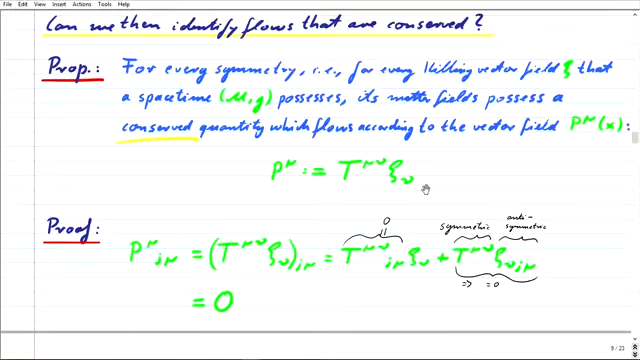 File Edit View Insert Actions Tools Help
Can we then identify flows that are conserved?
Prop.: For every symmetry, i.e., for every Killing vector field ξ that
a spacetime (M,g) possesses, its matter fields possess a
conserved quantity which flows according to the vector field P^μ(x):
P^μ := T^{μν} ξ_ν
Proof:
0
||
symmetric
anti-
symmetric
P^μ_{;μ} = (T^{μν} ξ_ν)_{;μ} = T^{μν}_{;μ} ξ_ν + T^{μν} ξ_{ν;μ}
=> =0
= 0
9 / 23